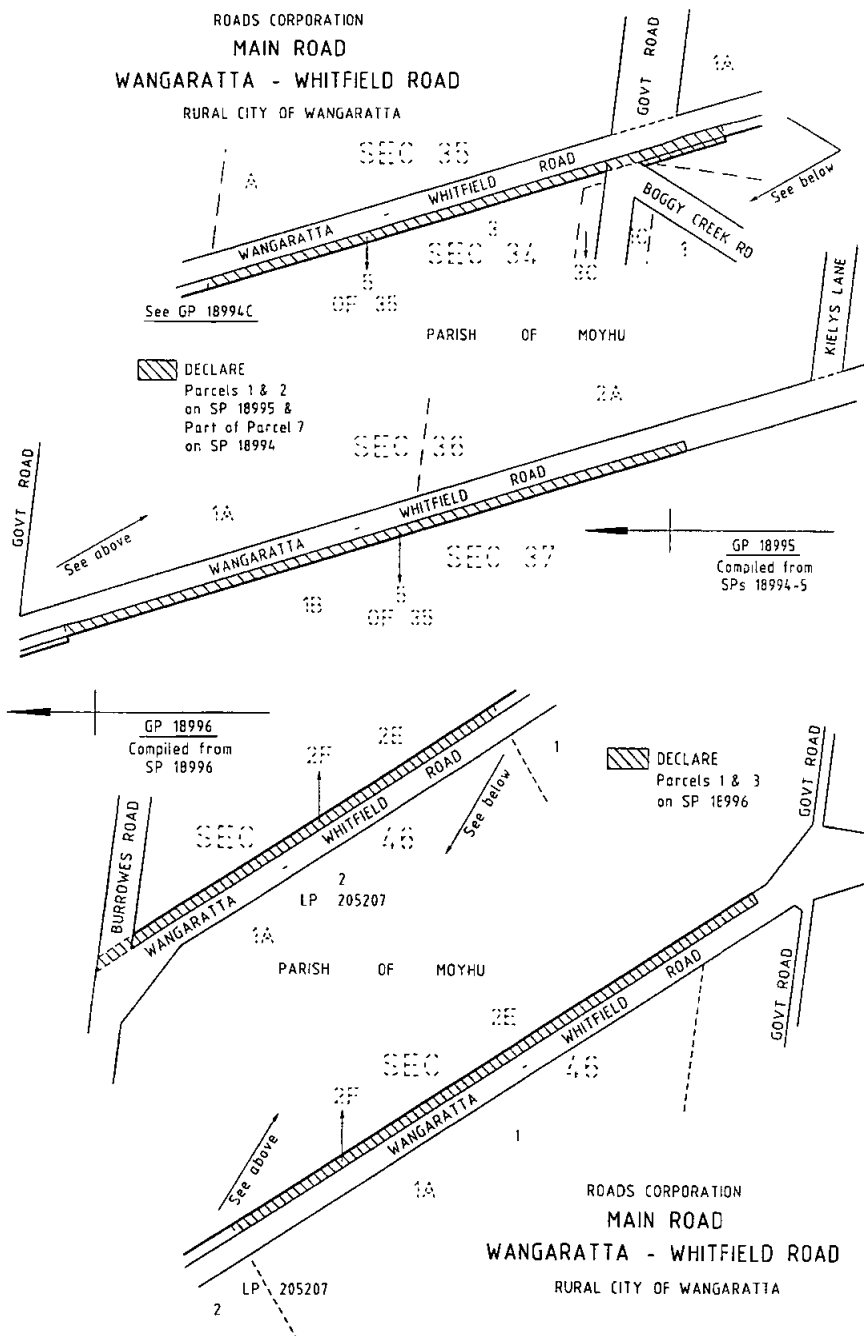 ROADS CORPORATION
MAIN ROAD
WANGARATTA - WHITFIELD ROAD
RURAL CITY OF WANGARATTA
GOVT ROAD
1A
SEC 35
A
WANGARATTA - WHITFIELD ROAD
See below
BOGGY CREEK RD
3
SEC 34
3C
1C
1
5
OF 35
See GP 18994C
PARISH OF MOYHU
KIELYS LANE
DECLARE
Parcels 1 & 2
on SP 18995 &
Part of Parcel 7
on SP 18994
2A
SEC 36
GOVT ROAD
1A
See above
WANGARATTA - WHITFIELD ROAD
SEC 37
1B
5
OF 35
GP 18995
Compiled from
SPs 18994-5
GP 18996
Compiled from
SP 18996
2E
2F
1
DECLARE
Parcels 1 & 3
on SP 18996
GOVT ROAD
See below
BURROWES ROAD
SEC 46
WANGARATTA - WHITFIELD ROAD
2
LP 205207
1A
PARISH OF MOYHU
GOVT ROAD
2E
SEC 46
2F
WANGARATTA - WHITFIELD ROAD
1
See above
1A
LP 205207
2
ROADS CORPORATION
MAIN ROAD
WANGARATTA - WHITFIELD ROAD
RURAL CITY OF WANGARATTA